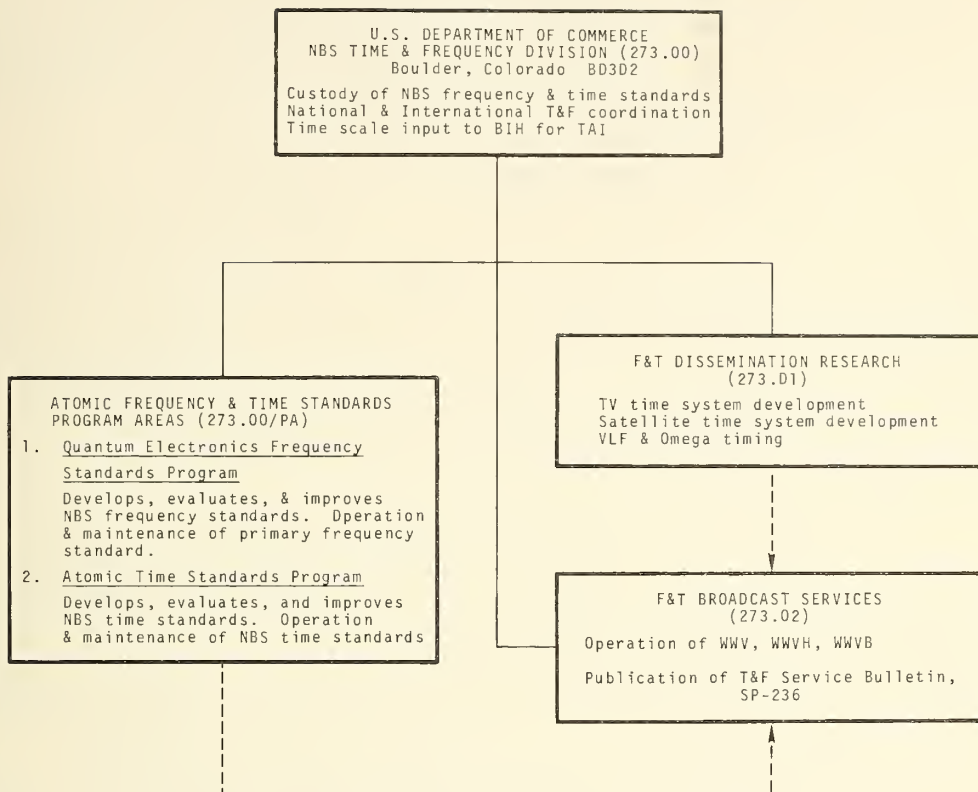 U.S. DEPARTMENT OF COMMERCE
NBS TIME & FREQUENCY DIVISION (273.00)
Boulder, Colorado BD3D2
Custody of NBS frequency & time standards
National & International T&F coordination
Time scale input to BIH for TAI
ATOMIC FREQUENCY & TIME STANDARDS
PROGRAM AREAS (273.00/PA)
1. Quantum Electronics Frequency
Standards Program
Develops, evaluates, & improves
NBS frequency standards. Operation
& maintenance of primary frequency
standard.
2. Atomic Time Standards Program
Develops, evaluates, and improves
NBS time standards. Operation
& maintenance of NBS time standards
F&T DISSEMINATION RESEARCH
(273.D1)
TV time system development
Satellite time system development
VLF & Omega timing
F&T BROADCAST SERVICES
(273.02)
Operation of WWV, WWVH, WWVB
Publication of T&F Service Bulletin,
SP-236